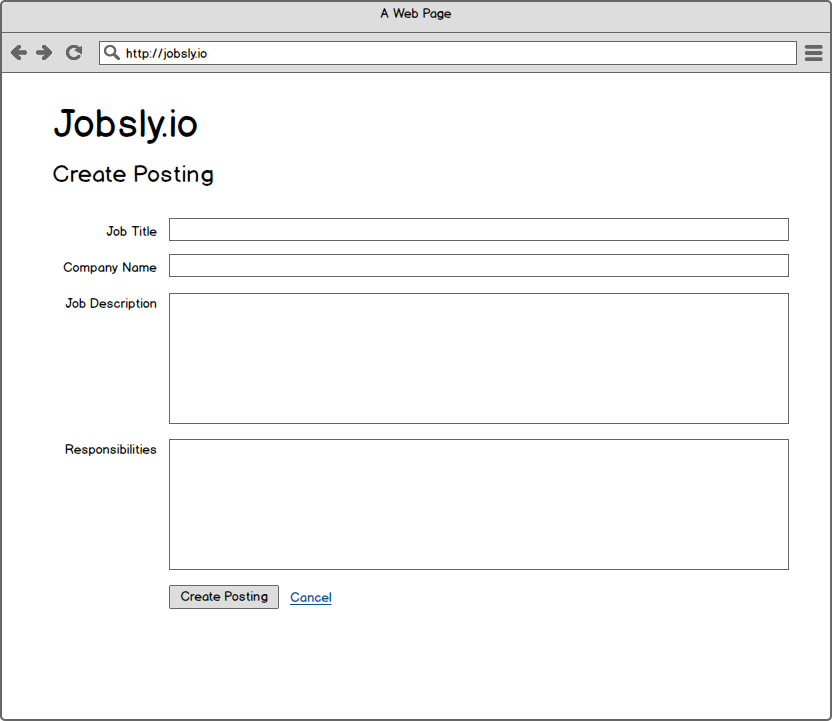 A Web Page
http://jobsly.io
Jobsly.io
Create Posting
Job Title
Company Name
Job Description
Responsibilities
Create Posting Cancel